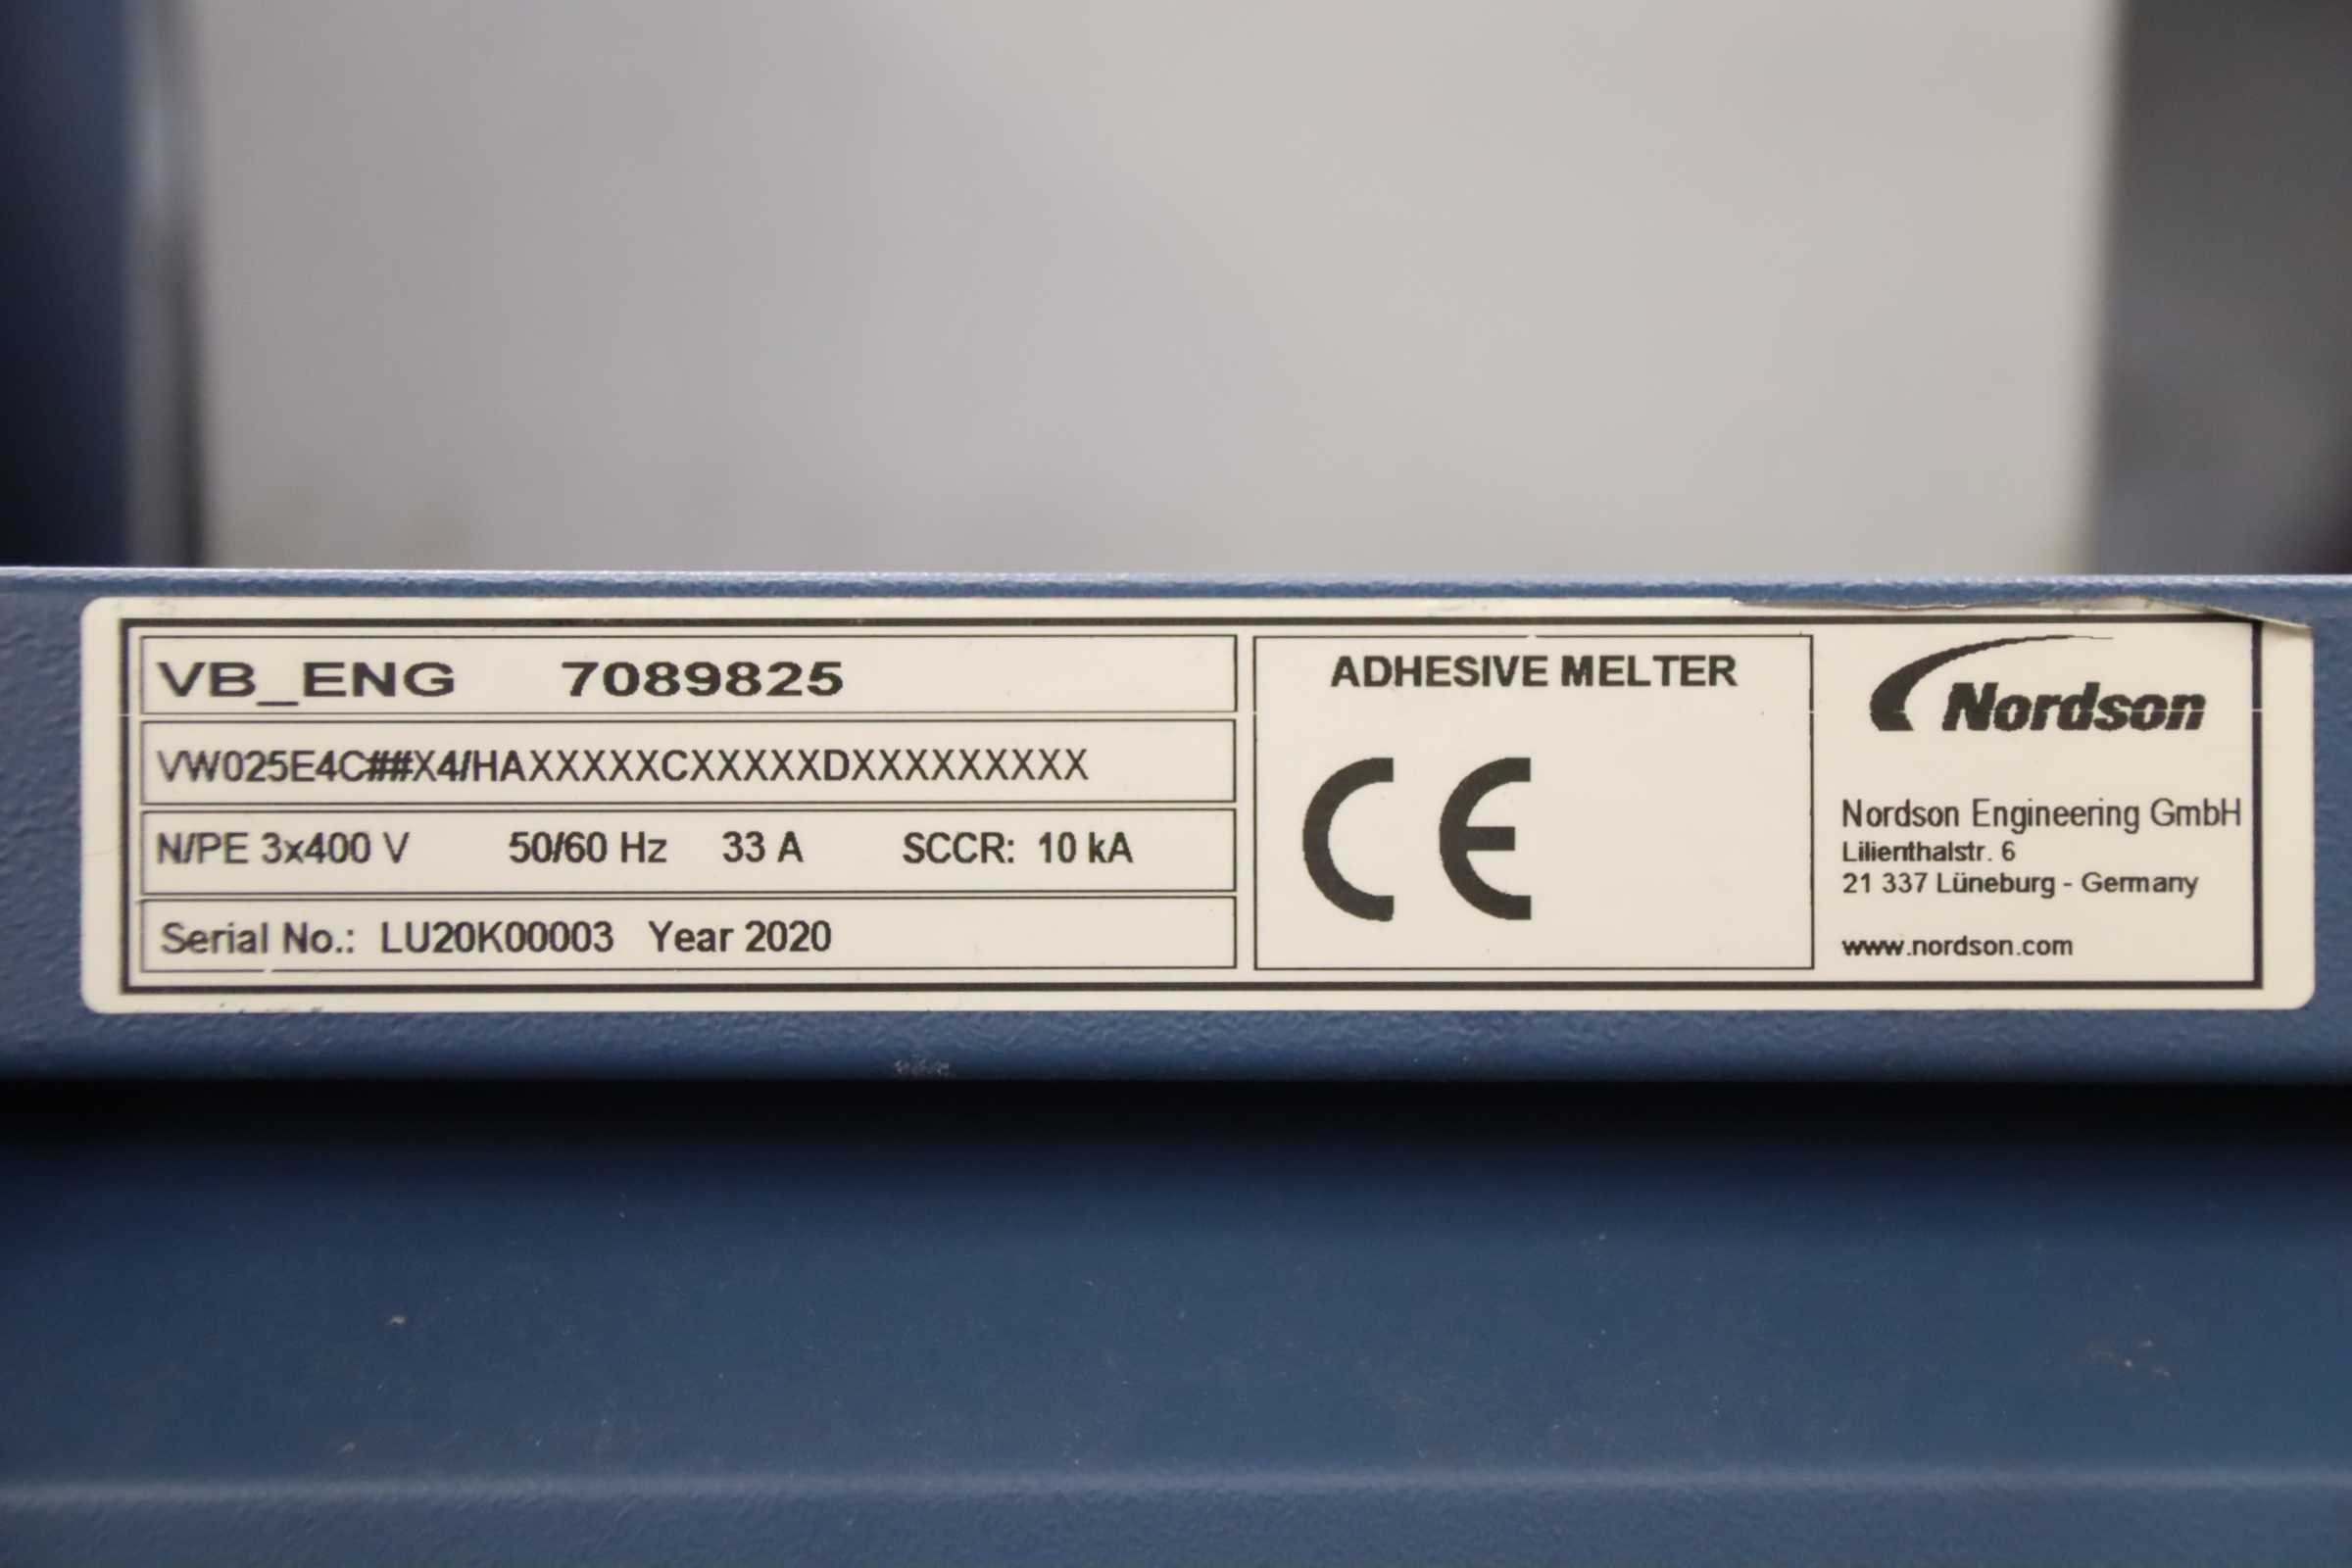 VB_ENG 7089825
VW025E4C##X4/HAXXXXXCXXXXXDXXXXXXXXX
N/PE 3x400 V 50/60 Hz 33 A SCCR: 10 kA
Serial No.: LU20K00003 Year 2020
ADHESIVE MELTER
CE
Nordson
Nordson Engineering GmbH
Lilienthalstr. 6
21 337 Lüneburg - Germany
www.nordson.com